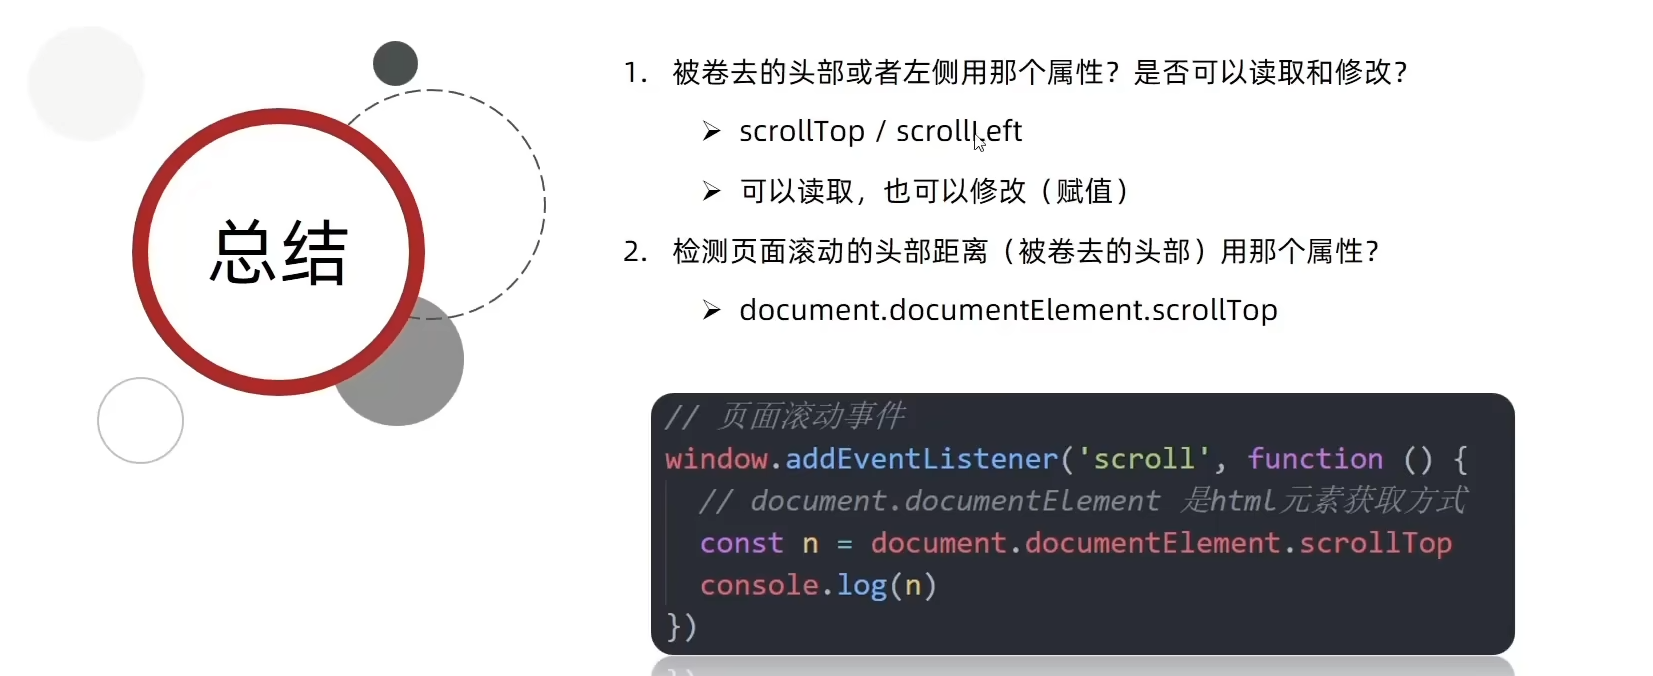 总结
1. 被卷去的头部或者左侧用那个属性？是否可以读取和修改？
➢ scrollTop / scrollLeft
➢ 可以读取，也可以修改（赋值）
2. 检测页面滚动的头部距离（被卷去的头部）用那个属性？
➢ document.documentElement.scrollTop
// 页面滚动事件
window.addEventListener('scroll', function () {
// document.documentElement 是html元素获取方式
const n = document.documentElement.scrollTop
console.log(n)
})